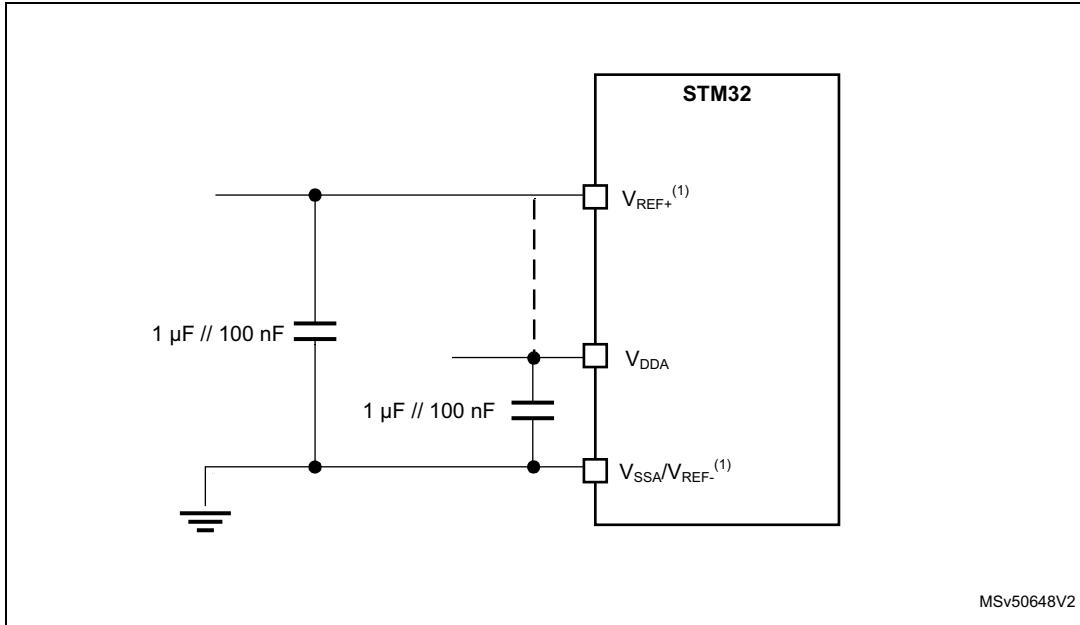 STM32
VREF+(1)
1 µF // 100 nF
VDDA
1 µF // 100 nF
VSSA/VREF-(1)
MSv50648V2